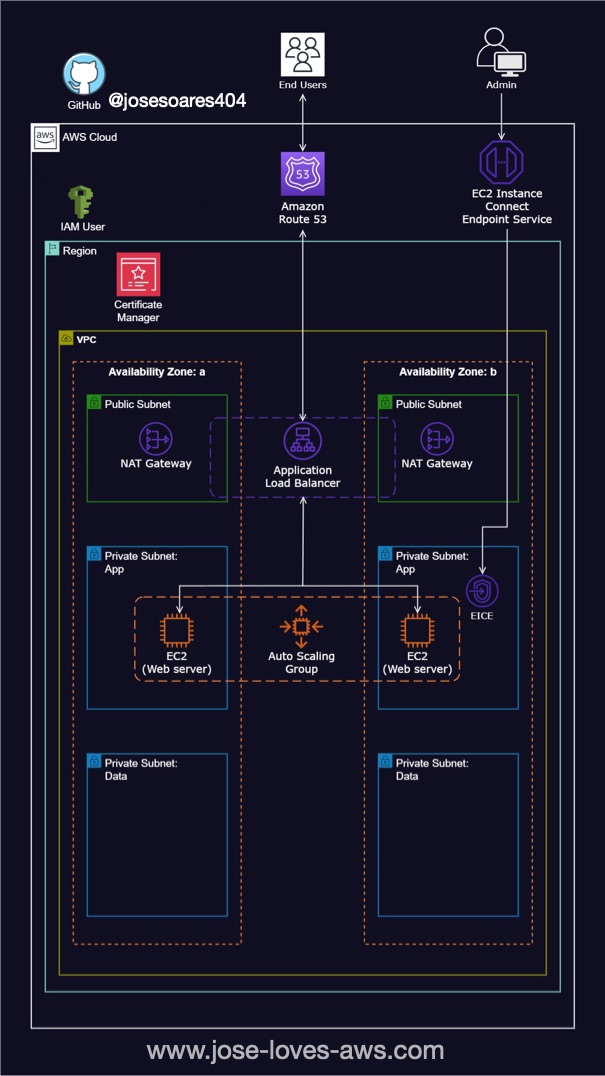 GitHub @josesoares404
End Users
Admin
aws
AWS Cloud
53
Amazon
Route 53
EC2 Instance
Connect
Endpoint Service
IAM User
Region
Certificate
Manager
VPC
Availability Zone: a
Availability Zone: b
Public Subnet
NAT Gateway
Application
Load Balancer
Public Subnet
NAT Gateway
Private Subnet:
App
Private Subnet:
App
EICE
EC2
(Web server)
Auto Scaling
Group
EC2
(Web server)
Private Subnet:
Data
Private Subnet:
Data
www.jose-loves-aws.com